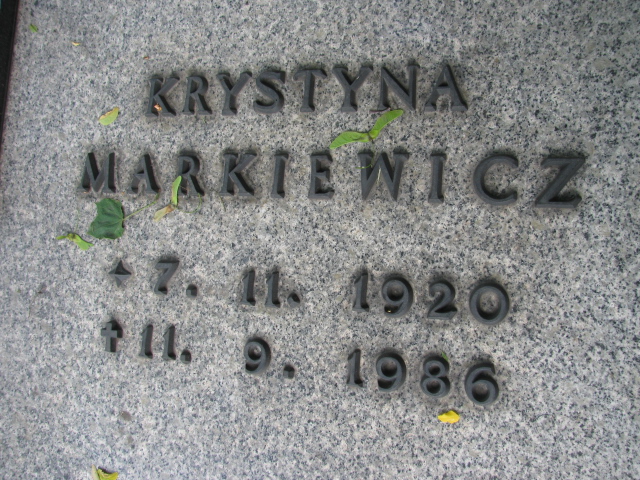 KRYSTYNA
MARKIEWICZ
✦ 7. 11. 1920
✝ 11. 9. 1986